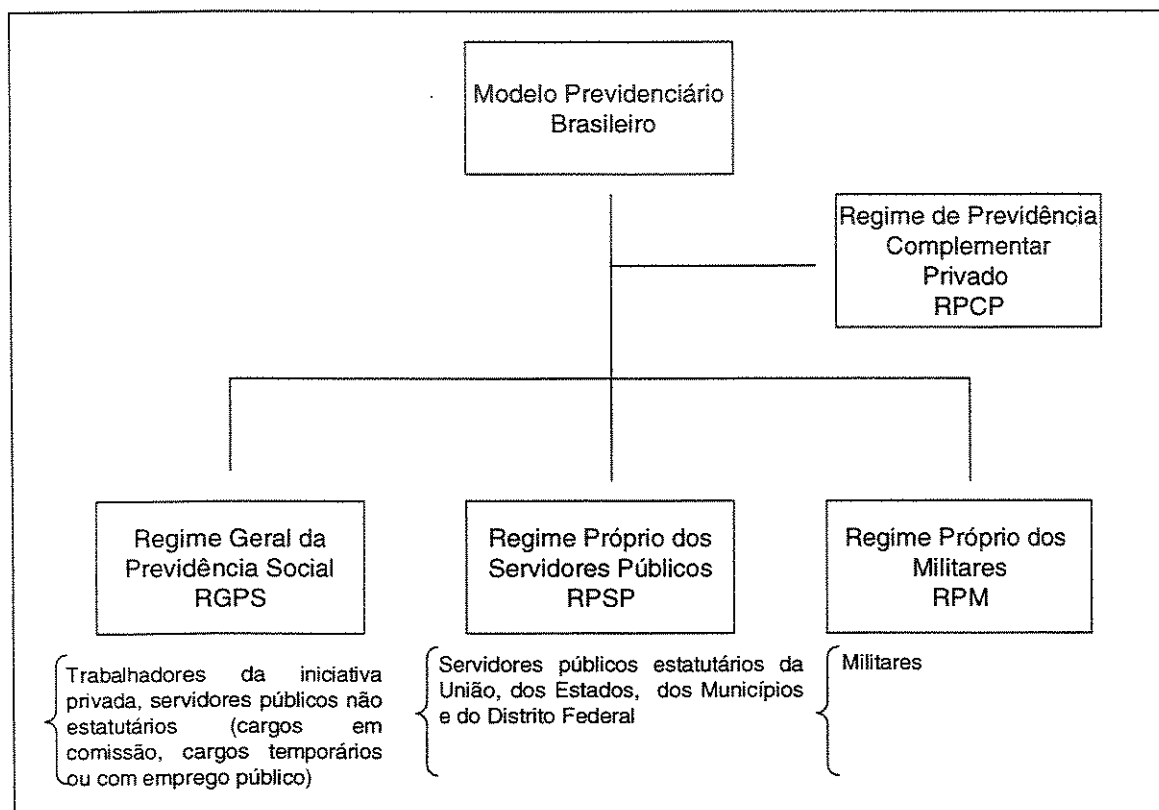 Modelo Previdenciário
Brasileiro
Regime de Previdência
Complementar
Privado
RPCP
Regime Geral da
Previdência Social
RGPS
Regime Próprio dos
Servidores Públicos
RPSP
Regime Próprio dos
Militares
RPM
Trabalhadores da iniciativa
privada, servidores públicos não
estatutários (cargos em
comissão, cargos temporários
ou com emprego público)
Servidores públicos estatutários da
União, dos Estados, dos Municípios
e do Distrito Federal
Militares